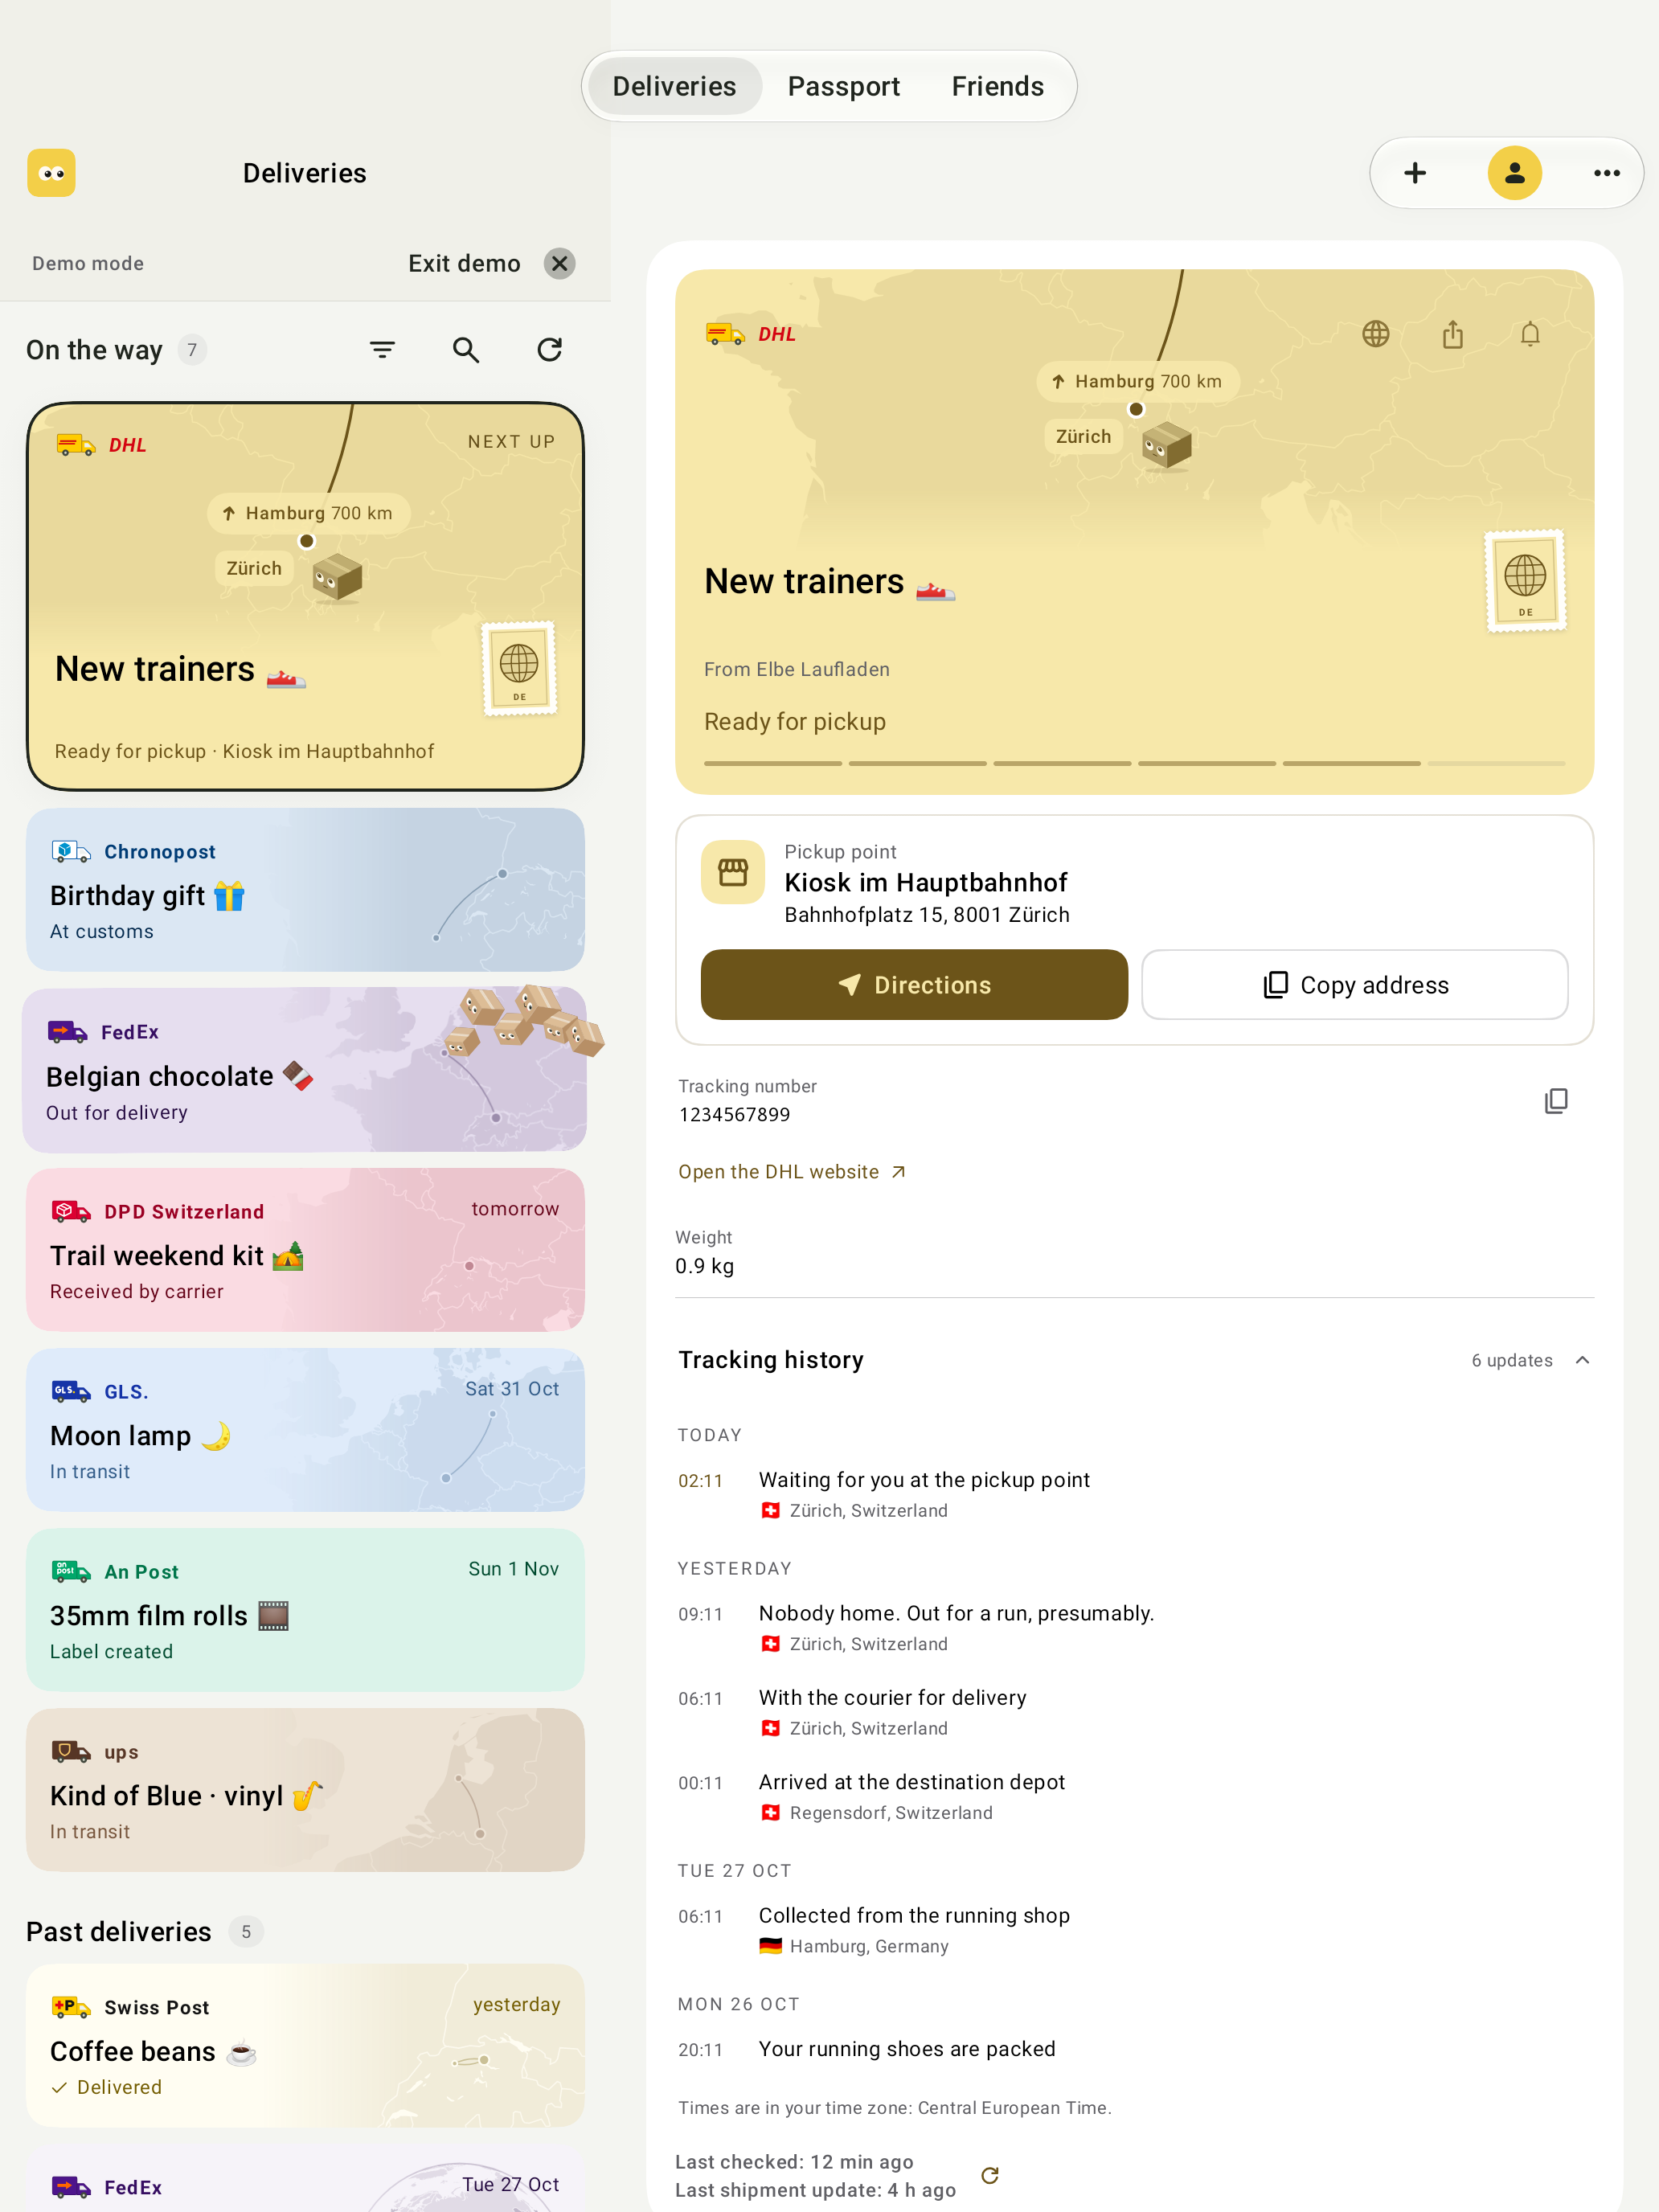 Deliveries
Passport
Friends
Deliveries
Demo mode
Exit demo
On the way 7
DHL
NEXT UP
Hamburg 700 km
Zürich
New trainers
DE
Ready for pickup · Kiosk im Hauptbahnhof
Chronopost
Birthday gift
At customs
FedEx
Belgian chocolate
Out for delivery
DPD Switzerland
tomorrow
Trail weekend kit
Received by carrier
GLS.
GLS.
Sat 31 Oct
Moon lamp
In transit
an post
An Post
Sun 1 Nov
35mm film rolls
Label created
ups
Kind of Blue · vinyl
In transit
Past deliveries 5
P
Swiss Post
yesterday
Coffee beans
Delivered
FedEx
Tue 27 Oct
DHL
Hamburg 700 km
Zürich
New trainers
DE
From Elbe Laufladen
Ready for pickup
Pickup point
Kiosk im Hauptbahnhof
Bahnhofplatz 15, 8001 Zürich
Directions
Copy address
Tracking number
1234567899
Open the DHL website
Weight
0.9 kg
Tracking history
6 updates
TODAY
02:11 Waiting for you at the pickup point
Zürich, Switzerland
YESTERDAY
09:11 Nobody home. Out for a run, presumably.
Zürich, Switzerland
06:11 With the courier for delivery
Zürich, Switzerland
00:11 Arrived at the destination depot
Regensdorf, Switzerland
TUE 27 OCT
06:11 Collected from the running shop
Hamburg, Germany
MON 26 OCT
20:11 Your running shoes are packed
Times are in your time zone: Central European Time.
Last checked: 12 min ago
Last shipment update: 4 h ago